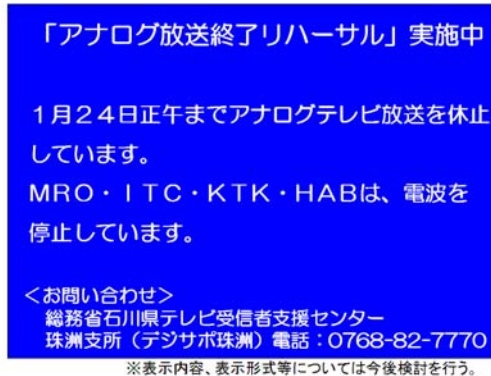 「アナログ放送終了リハーサル」実施中
1月24日正午までアナログテレビ放送を休止
しています。
MRO・ITC・KTK・HABは、電波を
停止しています。
＜お問い合わせ＞
総務省石川県テレビ受信者支援センター
珠洲支所（デジサポ珠洲）電話：0768-82-7770
※表示内容、表示形式等については今後検討を行う。